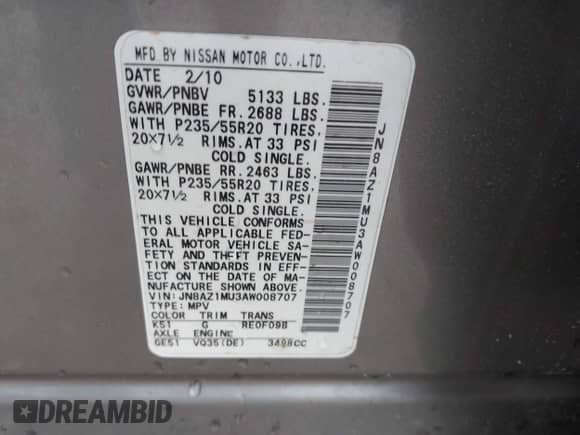 MFD BY NISSAN MOTOR CO.,LTD.
DATE 2/10
GVWR/PNBV 5133 LBS.
GAWR/PNBE FR. 2688 LBS.
WITH P235/55R20 TIRES.
20X7½ RIMS. AT 33 PSI
COLD SINGLE.
GAWR/PNBE RR. 2463 LBS.
WITH P235/55R20 TIRES.
20X7½ RIMS. AT 33 PSI
COLD SINGLE.
THIS VEHICLE CONFORMS
TO ALL APPLICABLE FED-
ERAL MOTOR VEHICLE SA-
FETY AND THEFT PREVEN-
TION STANDARDS IN EFF-
ECT ON THE DATE OF MA-
NUFACTURE SHOWN ABOVE.
VIN: JN8AZ1MU3AW008707
TYPE: MPV
COLOR TRIM TRANS
K51 G RE0F09B
AXLE ENGINE
GE51 VQ35(DE) 3498CC
JN8AZ1MU3AW008707
DREAMBID